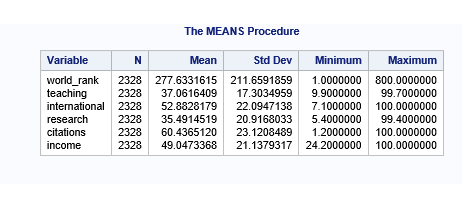 The MEANS Procedure
Variable N Mean Std Dev Minimum Maximum
world_rank 2328 277.6331615 211.6591859 1.0000000 800.0000000
teaching 2328 37.0616409 17.3034959 9.9000000 99.7000000
international 2328 52.8828179 22.0947138 7.1000000 100.0000000
research 2328 35.4914519 20.9168033 5.4000000 99.4000000
citations 2328 60.4365120 23.1208489 1.2000000 100.0000000
income 2328 49.0473368 21.1379317 24.2000000 100.0000000